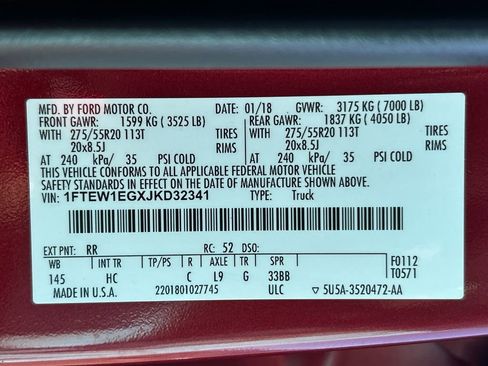 MFD. BY FORD MOTOR CO. DATE: 01/18 GVWR: 3175 KG ( 7000 LB)
FRONT GAWR: 1599 KG ( 3525 LB) REAR GAWR: 1837 KG ( 4050 LB)
WITH 275/55R20 113T TIRES WITH 275/55R20 113T TIRES
20x8.5J RIMS 20x8.5J RIMS
AT 240 kPa/ 35 PSI COLD AT 240 kPa/ 35 PSI COLD
THIS VEHICLE CONFORMS TO ALL APPLICABLE FEDERAL MOTOR VEHICLE
SAFETY STANDARDS IN EFFECT ON THE DATE OF MANUFACTURE SHOWN ABOVE.
VIN: 1FTEW1EGXJKD32341 TYPE: Truck
EXT PNT: RR RC: 52 DSO:
WB INT TR TP/PS R AXLE TR SPR F0112
145 HC C L9 G 33BB T0571
MADE IN U.S.A. 2201801027745 ULC ▽ 5U5A-3520472-AA